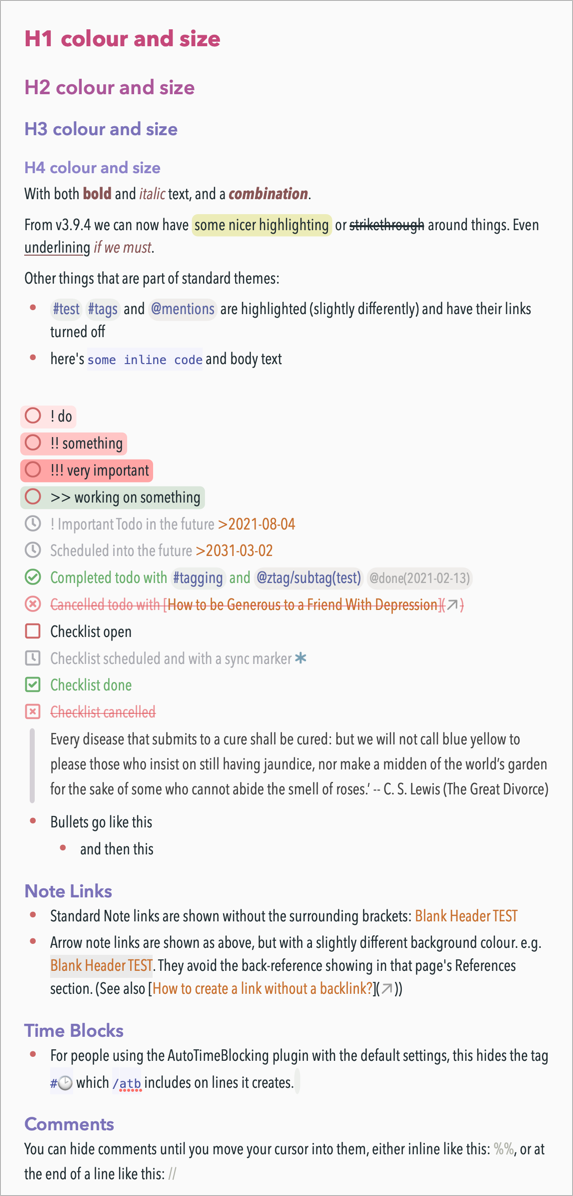 H1 colour and size
H2 colour and size
H3 colour and size
H4 colour and size
With both bold and italic text, and a combination.
From v3.9.4 we can now have some nicer highlighting or strikethrough around things. Even
underlining if we must.
Other things that are part of standard themes:
• #test #tags and @mentions are highlighted (slightly differently) and have their links
turned off
• here's some inline code and body text
! do
!! something
!!! very important
>> working on something
! Important Todo in the future >2021-08-04
Scheduled into the future >2031-03-02
Completed todo with #tagging and @ztag/subtag(test) @done(2021-02-13)
Cancelled todo with [How to be Generous to a Friend With Depression](↗)
Checklist open
Checklist scheduled and with a sync marker *
Checklist done
Checklist cancelled
Every disease that submits to a cure shall be cured: but we will not call blue yellow to
please those who insist on still having jaundice, nor make a midden of the world's garden
for the sake of some who cannot abide the smell of roses.' -- C. S. Lewis (The Great Divorce)
• Bullets go like this
• and then this
Note Links
• Standard Note links are shown without the surrounding brackets: Blank Header TEST
• Arrow note links are shown as above, but with a slightly different background colour. e.g.
Blank Header TEST. They avoid the back-reference showing in that page's References
section. (See also [How to create a link without a backlink?](↗))
Time Blocks
• For people using the AutoTimeBlocking plugin with the default settings, this hides the tag
#🕑 which /atb includes on lines it creates.
Comments
You can hide comments until you move your cursor into them, either inline like this: %%, or at
the end of a line like this: //